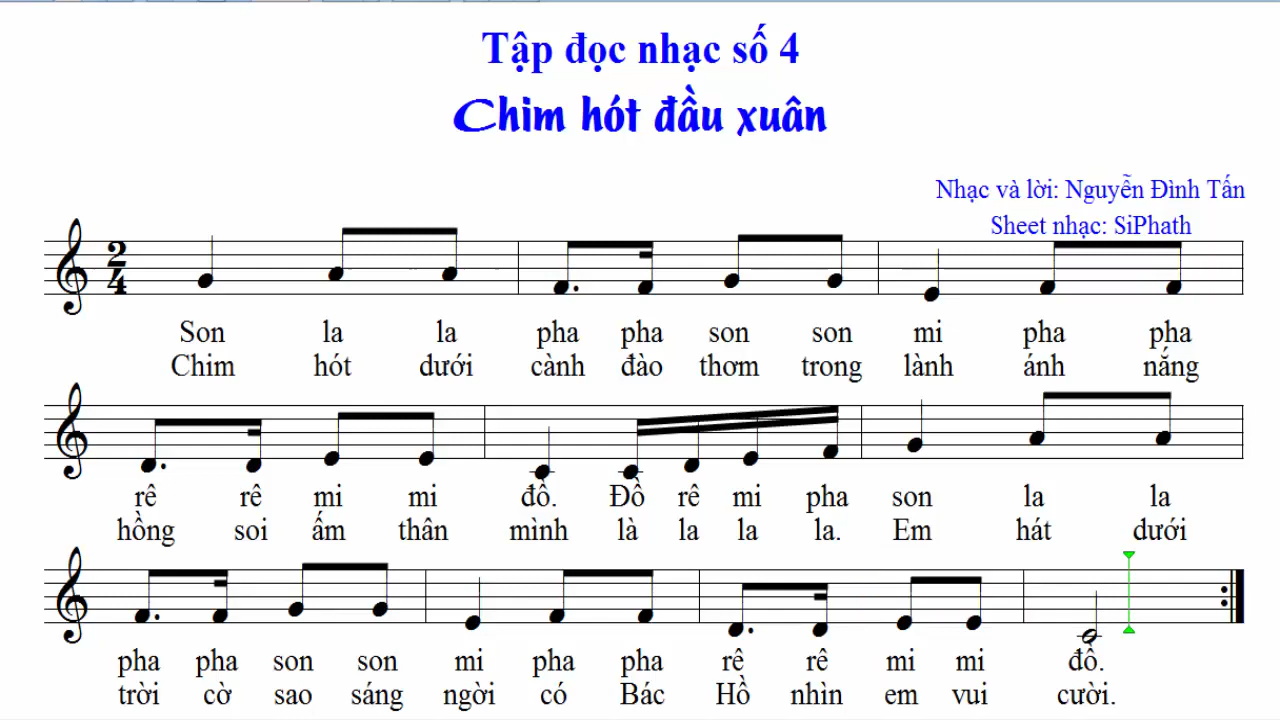 Tập đọc nhạc số 4
Chim hót đầu xuân
Nhạc và lời: Nguyễn Đình Tấn
Sheet nhạc: SiPhath
2
4
Son la la pha pha son son mi pha pha
Chim hót dưới cành đào thơm trong lành ánh nắng
rê rê mi mi đồ. Đồ rê mi pha son la la
hồng soi ấm thân mình là la la la. Em hát dưới
pha pha son son mi pha pha rê rê mi mi đô.
trời cờ sao sáng ngời có Bác Hồ nhìn em vui cười.